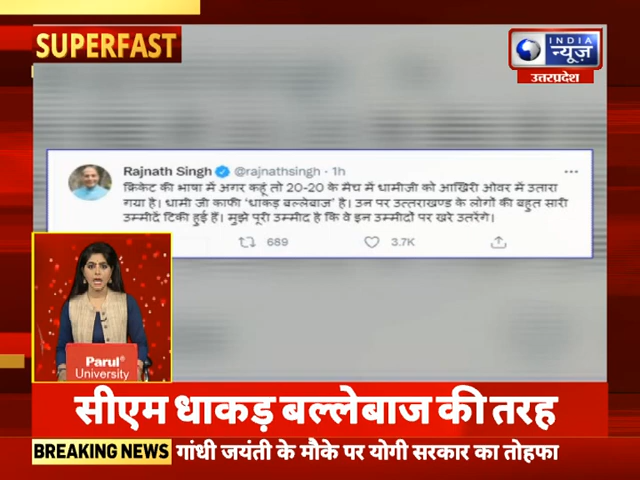 SUPERFAST
INDIA
न्यूज़
उत्तरप्रदेश
Rajnath Singh @rajnathsingh · 1h
क्रिकेट की भाषा में अगर कहूं तो 20-20 के मैच में धामीजी को आखिरी ओवर में उतारा
गया है। धामी जी काफी 'धाकड़ बल्लेबाज' है। उन पर उत्तराखण्ड के लोगों की बहुत सारी
उम्मीदें टिकी हुई हैं। मुझे पूरी उम्मीद है कि वे इन उम्मीदों पर खरे उतरेंगे।
689 3.7K
Parul
University
सीएम धाकड़ बल्लेबाज की तरह
BREAKING NEWS गांधी जयंती के मौके पर योगी सरकार का तोहफा